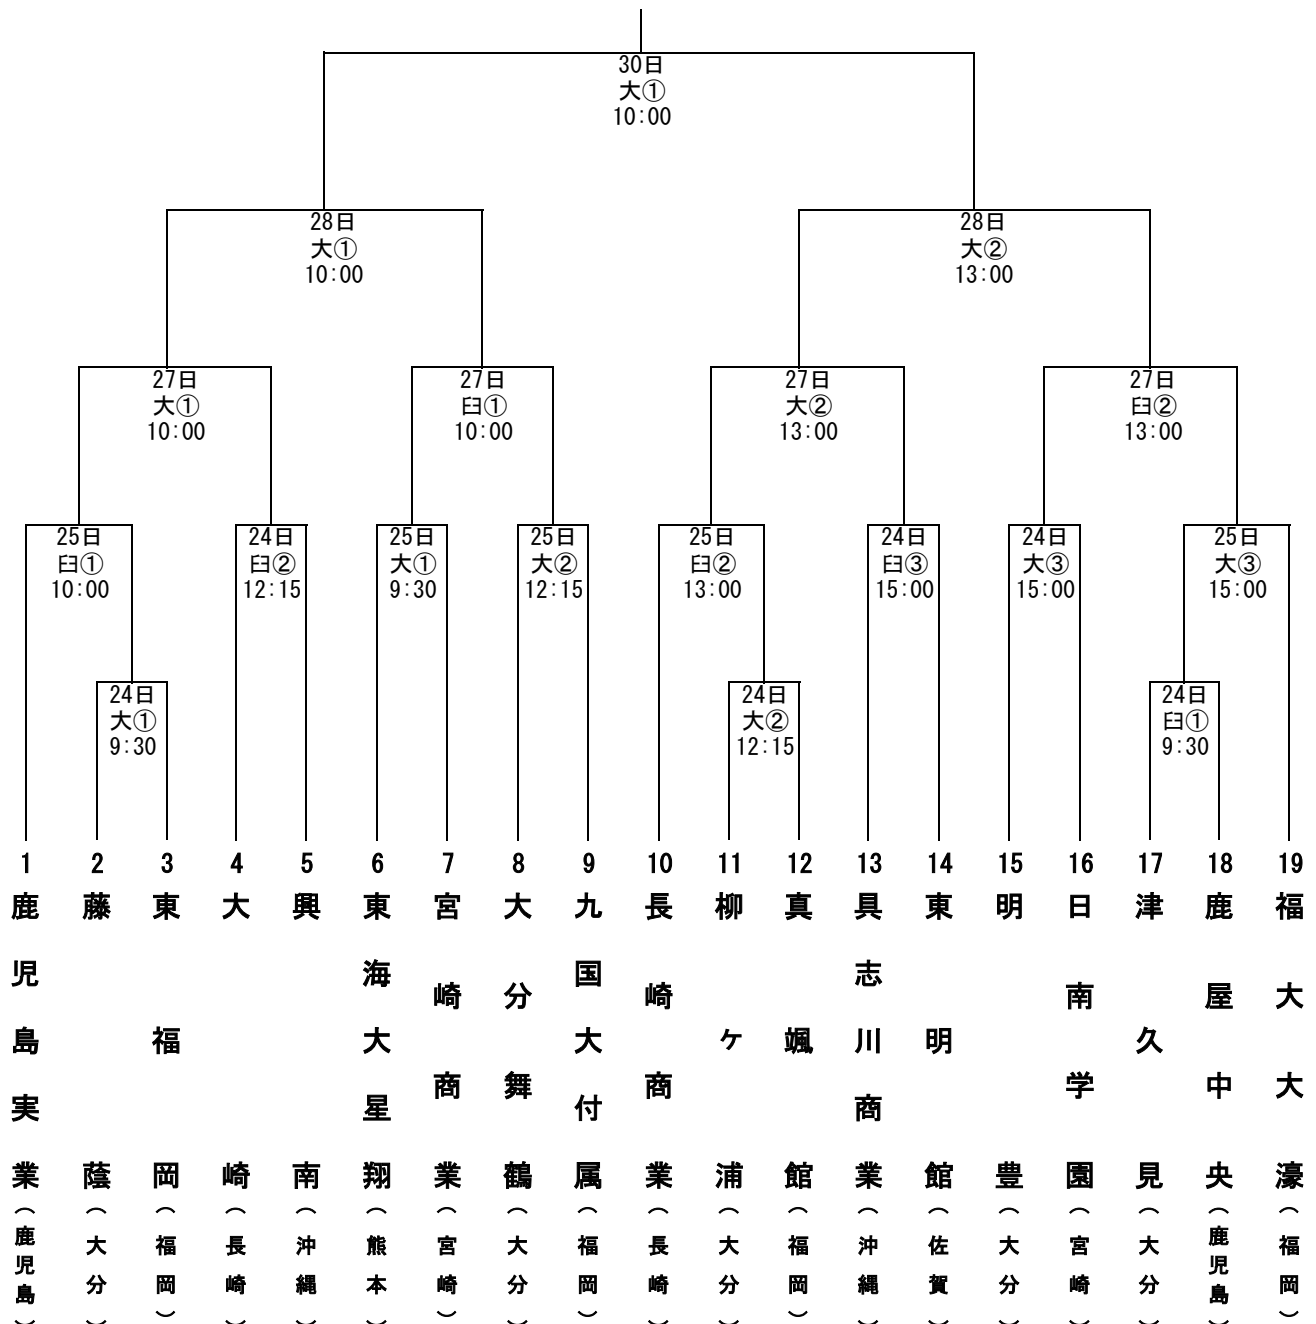 30日
大①
10:00
28日
大①
10:00
28日
大②
13:00
27日
大①
10:00
27日
臼①
10:00
27日
大②
13:00
27日
臼②
13:00
25日
臼①
10:00
24日
臼②
12:15
25日
大①
9:30
25日
大②
12:15
25日
臼②
13:00
24日
臼③
15:00
24日
大③
15:00
25日
大③
15:00
24日
大①
9:30
24日
大②
12:15
24日
臼①
9:30
1 鹿児島実業（鹿児島）
2 藤蔭（大分）
3 東福岡（福岡）
4 大崎（長崎）
5 興南（沖縄）
6 東海大星翔（熊本）
7 宮崎商業（宮崎）
8 大分舞鶴（大分）
9 九国大付属（福岡）
10 長崎商業（長崎）
11 柳ヶ浦（大分）
12 真颯館（福岡）
13 具志川商業（沖縄）
14 東明館（佐賀）
15 明豊（大分）
16 日南学園（宮崎）
17 津久見（大分）
18 鹿屋中央（鹿児島）
19 福大大濠（福岡）